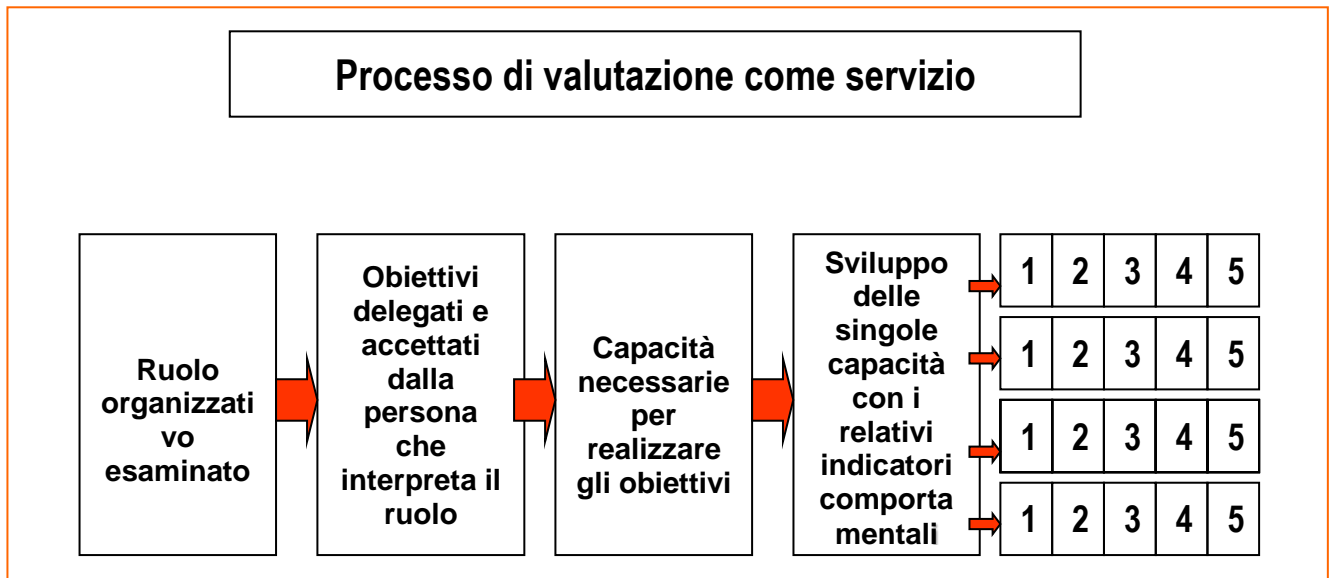 Processo di valutazione come servizio
Ruolo
organizzati
vo
esaminato
Obiettivi
delegati e
accettati
dalla
persona
che
interpreta il
ruolo
Capacità
necessarie
per
realizzare
gli obiettivi
Sviluppo
delle
singole
capacità
con i
relativi
indicatori
comporta
mentali
1 2 3 4 5
1 2 3 4 5
1 2 3 4 5
1 2 3 4 5